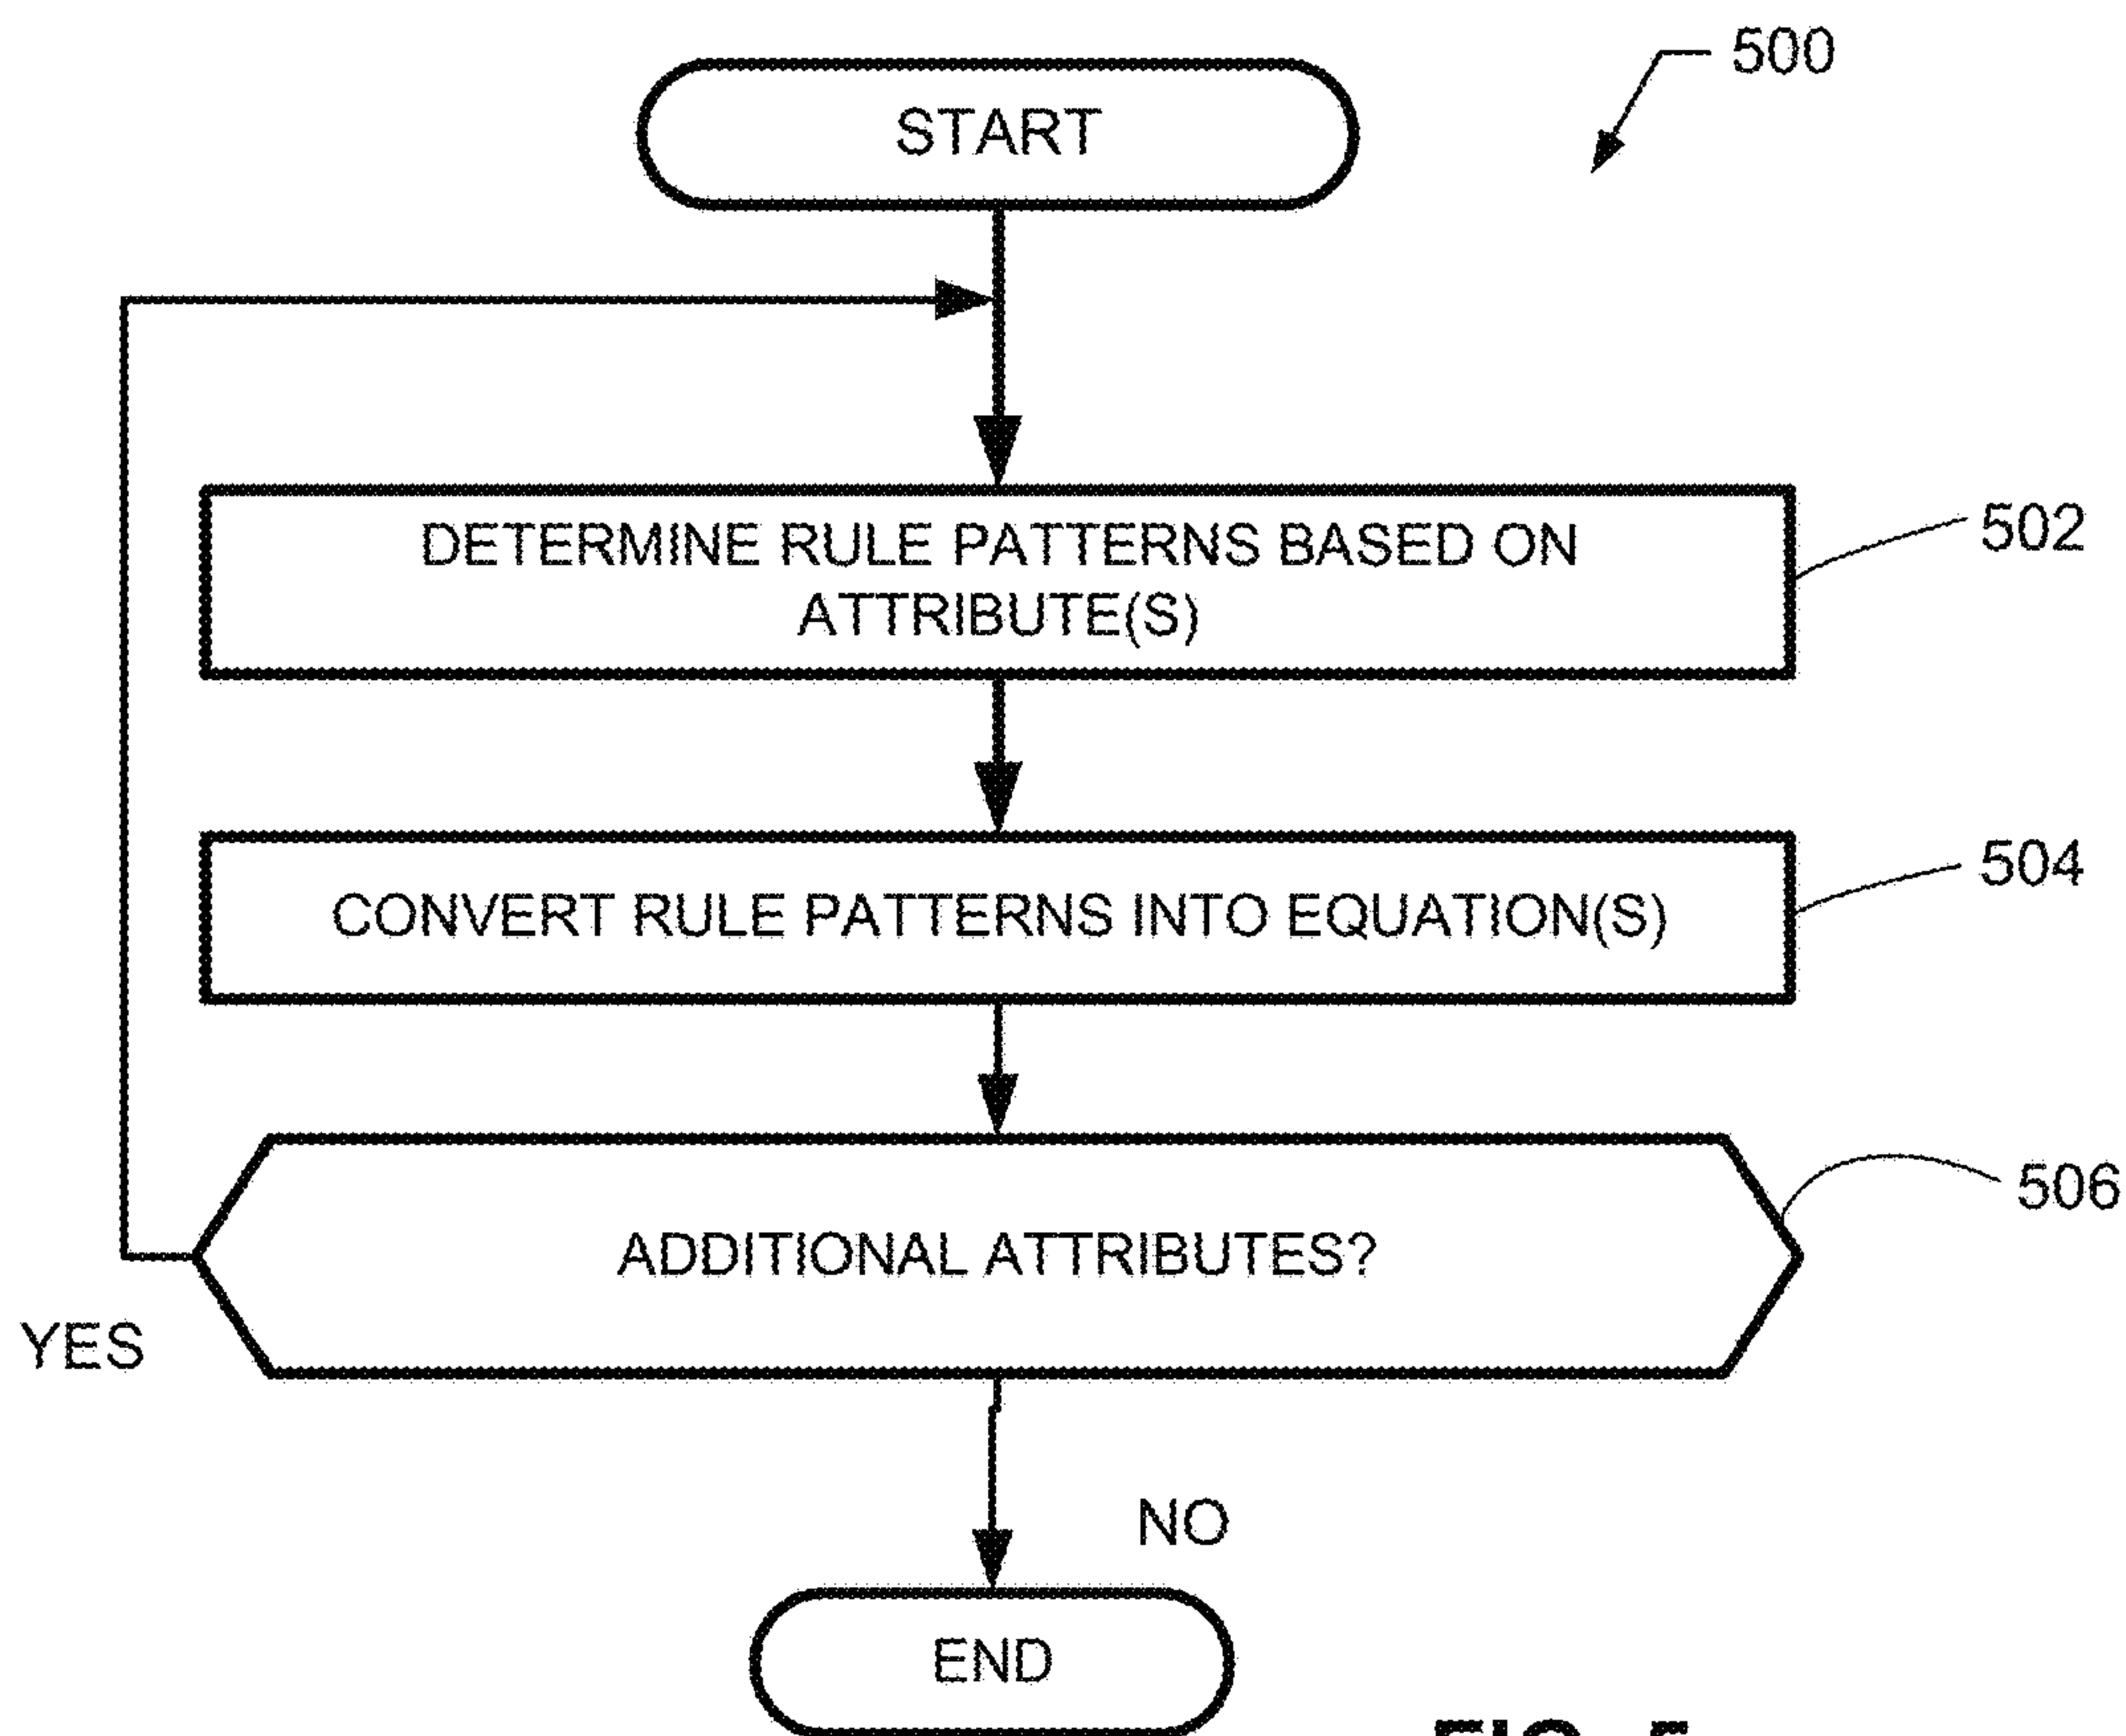 500
START
DETERMINE RULE PATTERNS BASED ON
ATTRIBUTE(S)
502
CONVERT RULE PATTERNS INTO EQUATION(S)
504
ADDITIONAL ATTRIBUTES?
506
YES
NO
END